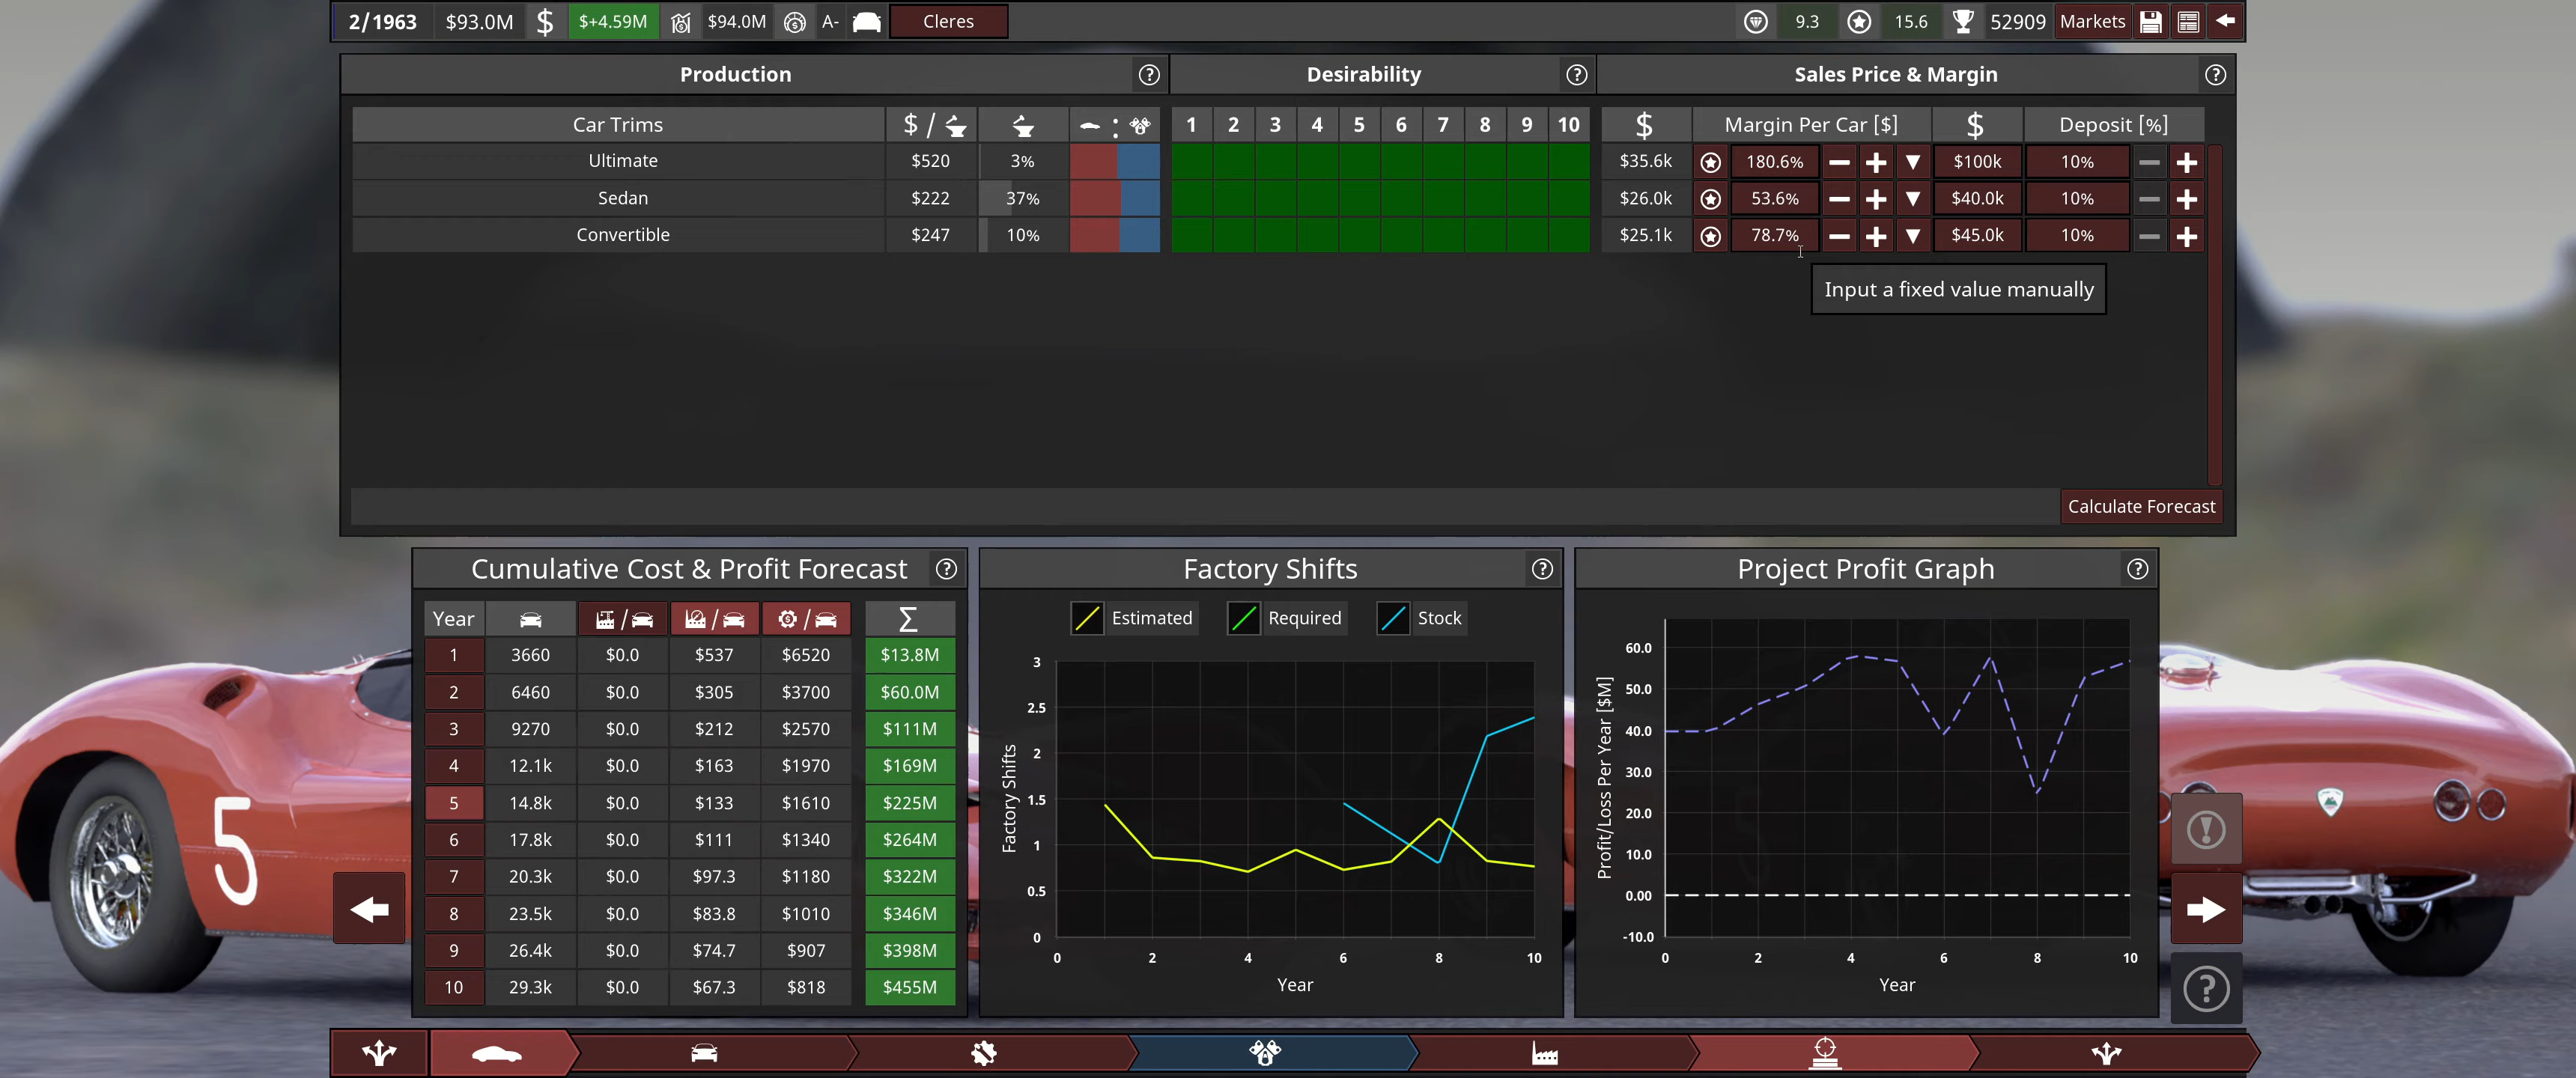 2/1963 $93.0M $+4.59M $94.0M A- Cleres 9.3 15.6 52909 Markets
Production Desirability Sales Price & Margin
Car Trims $ / 1 2 3 4 5 6 7 8 9 10 $ Margin Per Car [$] $ Deposit [%]
Ultimate $520 3% $35.6k 180.6% $100k 10%
Sedan $222 37% $26.0k 53.6% $40.0k 10%
Convertible $247 10% $25.1k 78.7% $45.0k 10%
Input a fixed value manually
Calculate Forecast
Cumulative Cost & Profit Forecast
Year Σ
1 3660 $0.0 $537 $6520 $13.8M
2 6460 $0.0 $305 $3700 $60.0M
3 9270 $0.0 $212 $2570 $111M
4 12.1k $0.0 $163 $1970 $169M
5 14.8k $0.0 $133 $1610 $225M
6 17.8k $0.0 $111 $1340 $264M
7 20.3k $0.0 $97.3 $1180 $322M
8 23.5k $0.0 $83.8 $1010 $346M
9 26.4k $0.0 $74.7 $907 $398M
10 29.3k $0.0 $67.3 $818 $455M
Factory Shifts
Estimated Required Stock
Factory Shifts
3
2.5
2
1.5
1
0.5
0
0 2 4 6 8 10
Year
Project Profit Graph
Profit/Loss Per Year [$M]
60.0
50.0
40.0
30.0
20.0
10.0
0.00
-10.0
0 2 4 6 8 10
Year
5